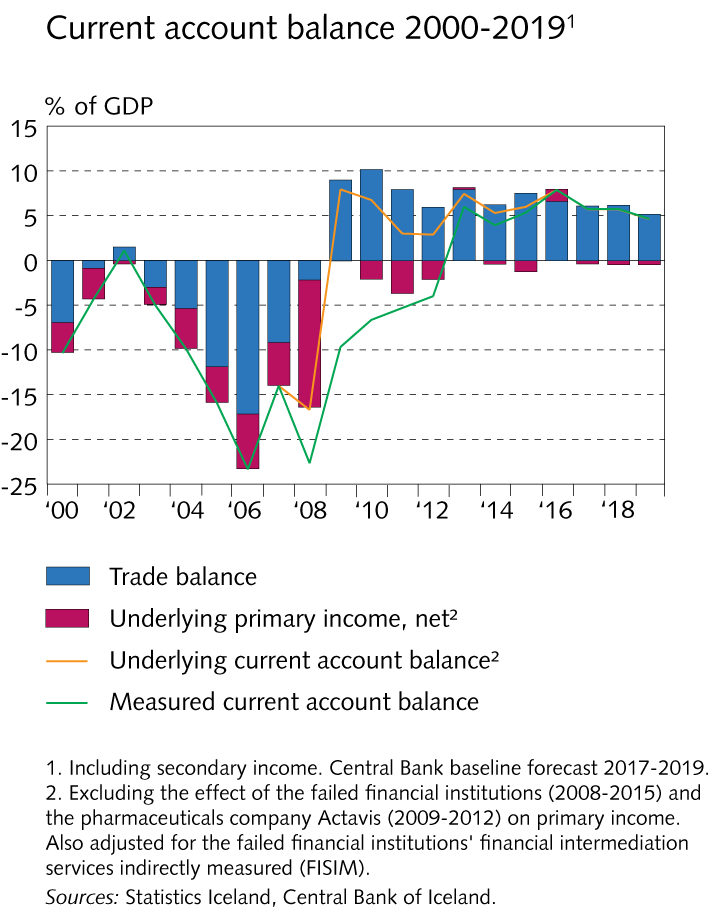 Current account balance 2000-2019¹
% of GDP
15
10
5
0
-5
-10
-15
-20
-25
‘00 ‘02 ‘04 ‘06 ‘08 ‘10 ‘12 ‘14 ‘16 ‘18
Trade balance
Underlying primary income, net²
Underlying current account balance²
Measured current account balance
1. Including secondary income. Central Bank baseline forecast 2017-2019.
2. Excluding the effect of the failed financial institutions (2008-2015) and
the pharmaceuticals company Actavis (2009-2012) on primary income.
Also adjusted for the failed financial institutions' financial intermediation
services indirectly measured (FISIM).
Sources: Statistics Iceland, Central Bank of Iceland.